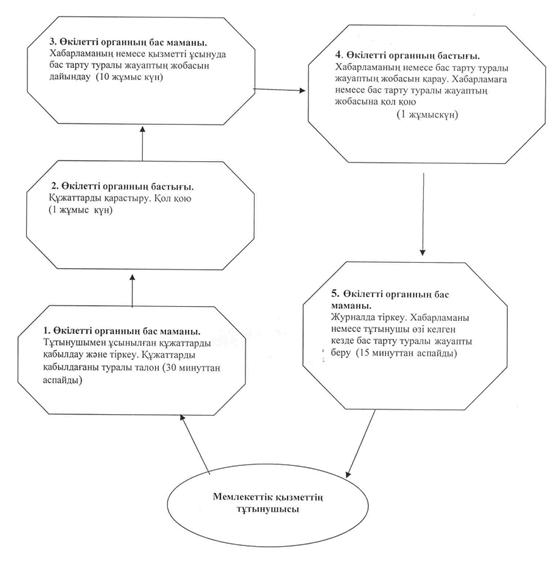 3. Өкілетті органның бас маманы.
Хабарламаның немесе қызметті ұсынуда
бас тарту туралы жауаптың жобасын
дайындау (10 жұмыс күн)
4. Өкілетті органның бастығы.
Хабарламаның немесе бас тарту туралы
жауаптың жобасын қарау. Хабарламаға
немесе бас тарту туралы жауаптың
жобасына қол қою
(1 жұмыскүн)
2. Өкілетті органның бастығы.
Құжаттарды қарастыру. Қол қою
(1 жұмыс күн)
1. Өкілетті органның бас маманы.
Тұтынушымен ұсынылған құжаттарды
қабылдау және тіркеу. Құжаттарды
қабылдағаны туралы талон (30 минуттан
аспайды)
5. Өкілетті органның бас
маманы.
Журналда тіркеу. Хабарламаны
немесе тұтынушы өзі келген
кезде бас тарту туралы жауапты
беру (15 минуттан аспайды)
Мемлекеттік қызметтің
тұтынушысы